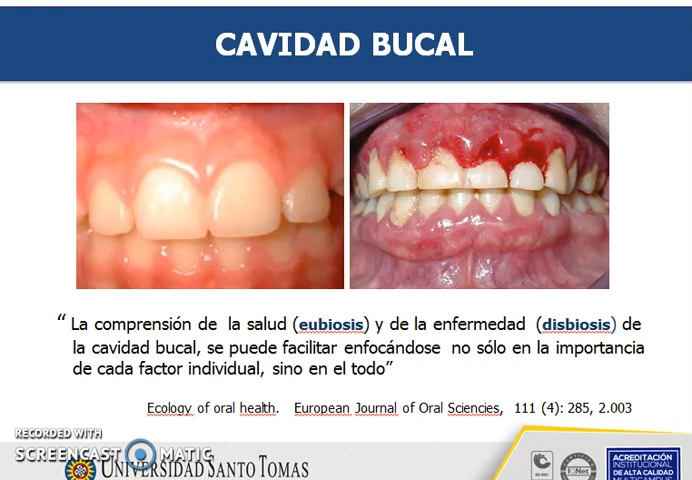 CAVIDAD BUCAL
“ La comprensión de la salud (eubiosis) y de la enfermedad (disbiosis) de
la cavidad bucal, se puede facilitar enfocándose no sólo en la importancia
de cada factor individual, sino en el todo”
Ecology of oral health. European Journal of Oral Sciencies, 111 (4): 285, 2.003
RECORDED WITH
SCREENCAST MATIC
UNIVERSIDAD SANTO TOMAS
IQNet
ACREDITACIÓN
INSTITUCIONAL
DE ALTA CALIDAD
MULTICAMPUS